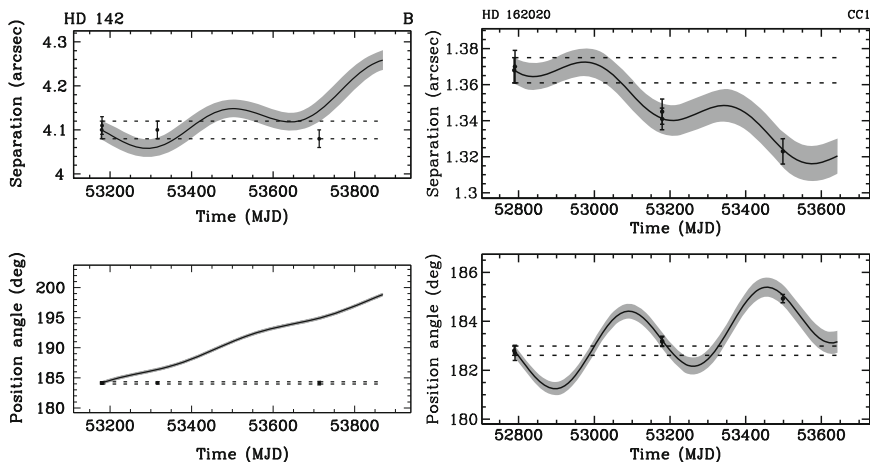 HD 142 B
Separation (arcsec)
4.3
4.2
4.1
4
53200 53400 53600 53800
Time (MJD)
HD 162020 CC1
Separation (arcsec)
1.38
1.36
1.34
1.32
1.3
52800 53000 53200 53400 53600
Time (MJD)
Position angle (deg)
200
195
190
185
180
53200 53400 53600 53800
Time (MJD)
Position angle (deg)
186
184
182
180
52800 53000 53200 53400 53600
Time (MJD)